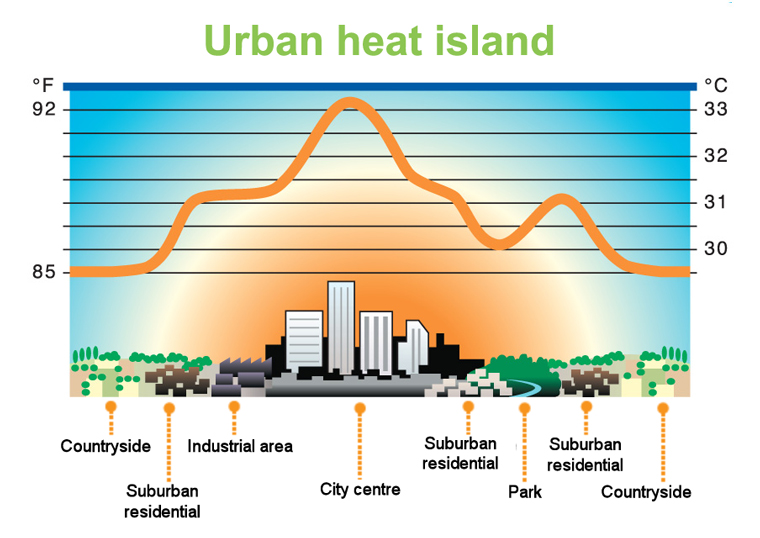 Urban heat island
°F
°C
92
33
32
31
30
85
Countryside
Industrial area
Suburban
residential
Suburban
residential
Suburban
residential
City centre
Park
Countryside